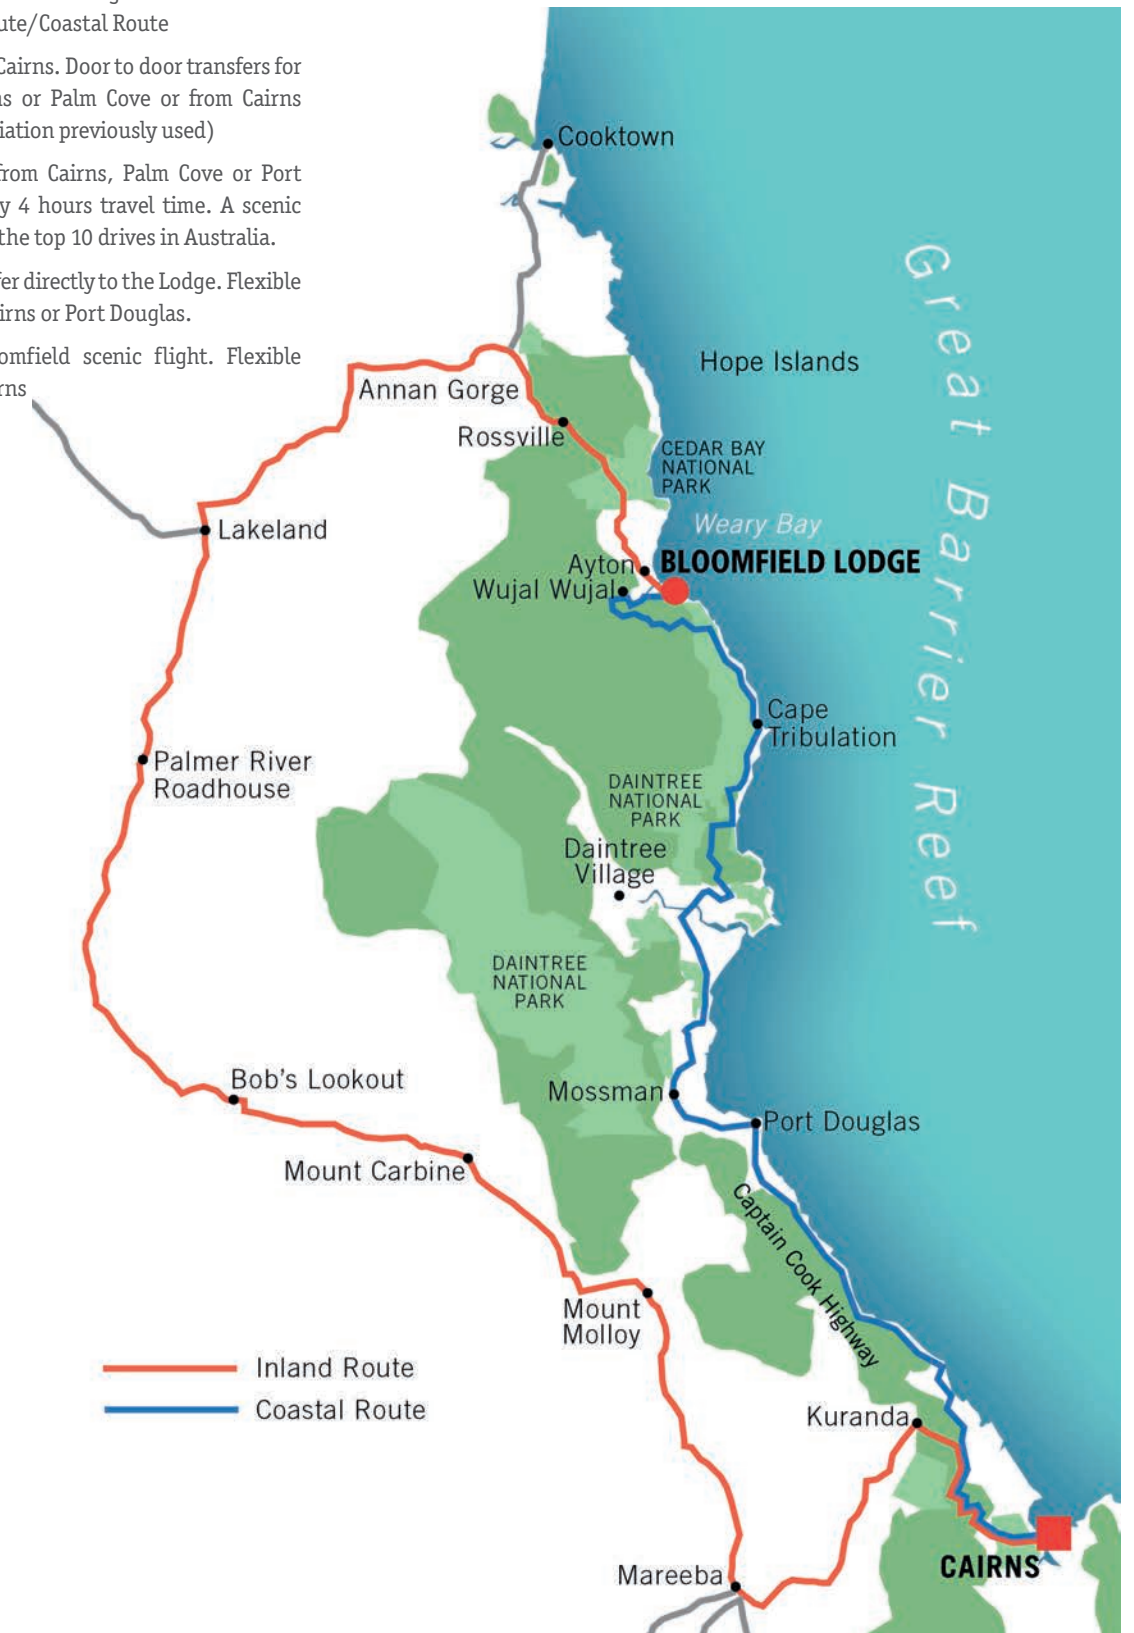 ute/Coastal Route
Cairns. Door to door transfers for
ns or Palm Cove or from Cairns
iation previously used)
from Cairns, Palm Cove or Port
y 4 hours travel time. A scenic
the top 10 drives in Australia.
fer directly to the Lodge. Flexible
irns or Port Douglas.
omfield scenic flight. Flexible
rns
Cooktown
Great Barrier Reef
Hope Islands
Annan Gorge
Rossville
CEDAR BAY
NATIONAL
PARK
Weary Bay
Lakeland
Ayton
BLOOMFIELD LODGE
Wujal Wujal
Cape
Tribulation
Palmer River
Roadhouse
DAINTREE
NATIONAL
PARK
Daintree
Village
DAINTREE
NATIONAL
PARK
Bob's Lookout
Mossman
Port Douglas
Mount Carbine
Captain Cook Highway
Mount
Molloy
Inland Route
Coastal Route
Kuranda
CAIRNS
Mareeba